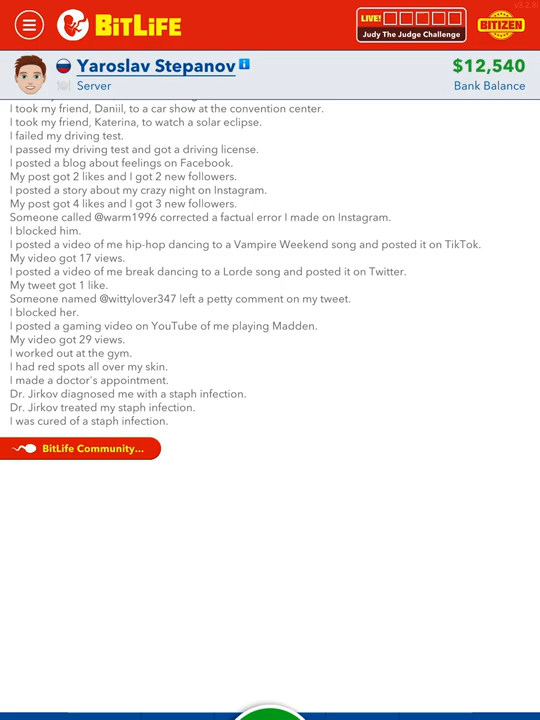 v3.2.9
BITLIFE
LIVE!
Judy The Judge Challenge
BITIZEN
Yaroslav Stepanov i
$12,540
Server
Bank Balance
I took my friend, Daniil, to a car show at the convention center.
I took my friend, Katerina, to watch a solar eclipse.
I failed my driving test.
I passed my driving test and got a driving license.
I posted a blog about feelings on Facebook.
My post got 2 likes and I got 2 new followers.
I posted a story about my crazy night on Instagram.
My post got 4 likes and I got 3 new followers.
Someone called @warm1996 corrected a factual error I made on Instagram.
I blocked him.
I posted a video of me hip-hop dancing to a Vampire Weekend song and posted it on TikTok.
My video got 17 views.
I posted a video of me break dancing to a Lorde song and posted it on Twitter.
My tweet got 1 like.
Someone named @wittylover347 left a petty comment on my tweet.
I blocked her.
I posted a gaming video on YouTube of me playing Madden.
My video got 29 views.
I worked out at the gym.
I had red spots all over my skin.
I made a doctor's appointment.
Dr. Jirkov diagnosed me with a staph infection.
Dr. Jirkov treated my staph infection.
I was cured of a staph infection.
BitLife Community...